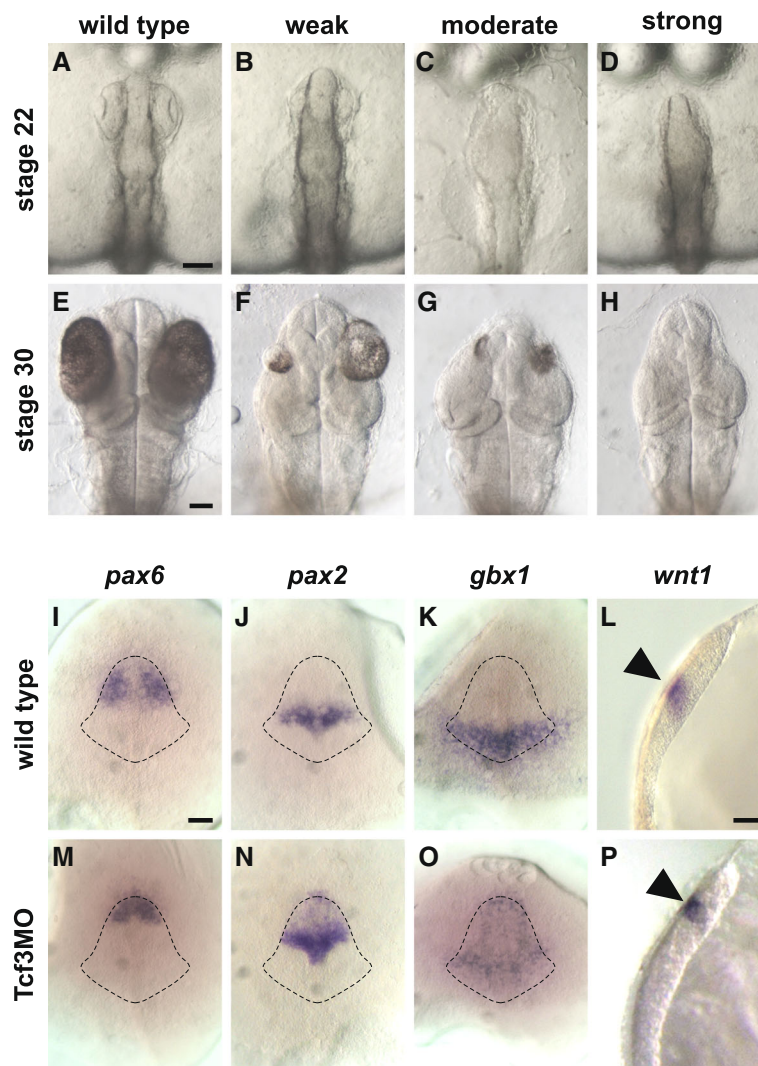 wild type weak moderate strong
stage 22
A B C D
stage 30
E F G H
pax6 pax2 gbx1 wnt1
wild type
I J K L
Tcf3MO
M N O P